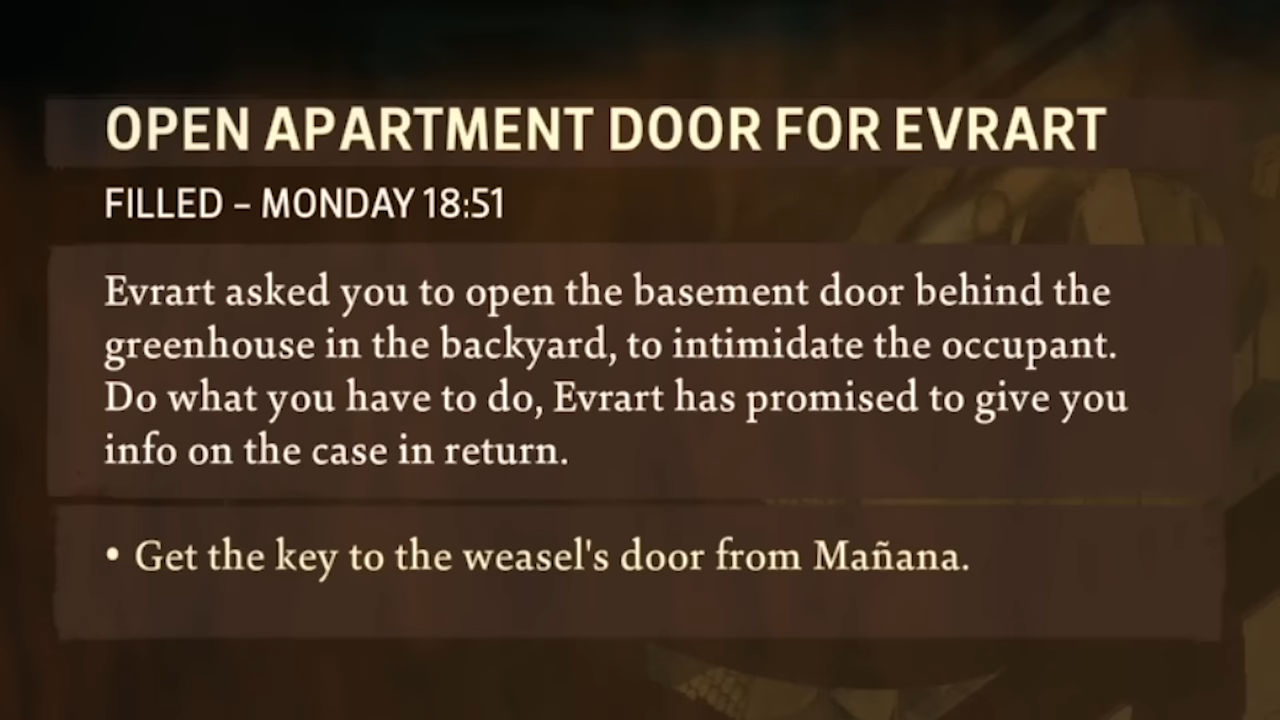 OPEN APARTMENT DOOR FOR EVRART
FILLED – MONDAY 18:51
Evrart asked you to open the basement door behind the
greenhouse in the backyard, to intimidate the occupant.
Do what you have to do, Evrart has promised to give you
info on the case in return.
• Get the key to the weasel's door from Mañana.